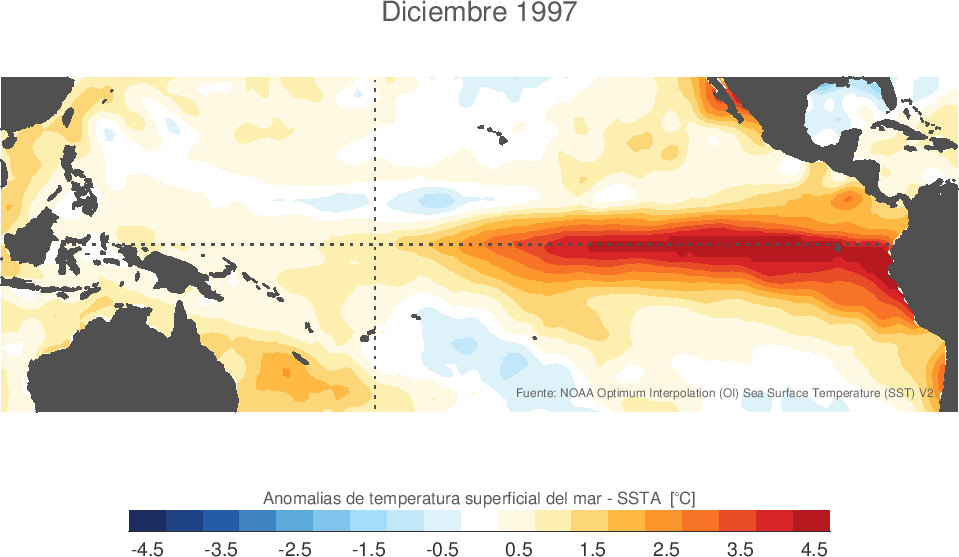 Diciembre 1997
Fuente: NOAA Optimum Interpolation (OI) Sea Surface Temperature (SST) V2
Anomalias de temperatura superficial del mar - SSTA [°C]
-4.5 -3.5 -2.5 -1.5 -0.5 0.5 1.5 2.5 3.5 4.5